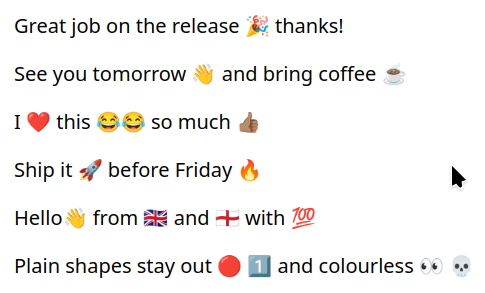 Great job on the release 🎉 thanks!
See you tomorrow 👋 and bring coffee ☕
I ❤️ this 😂😂 so much 👍🏽
Ship it 🚀 before Friday 🔥
Hello👋 from 🇬🇧 and 🏴󠁧󠁢󠁥󠁮󠁧󠁿 with 💯
Plain shapes stay out 🔴 1️⃣ and colourless 👀 💀